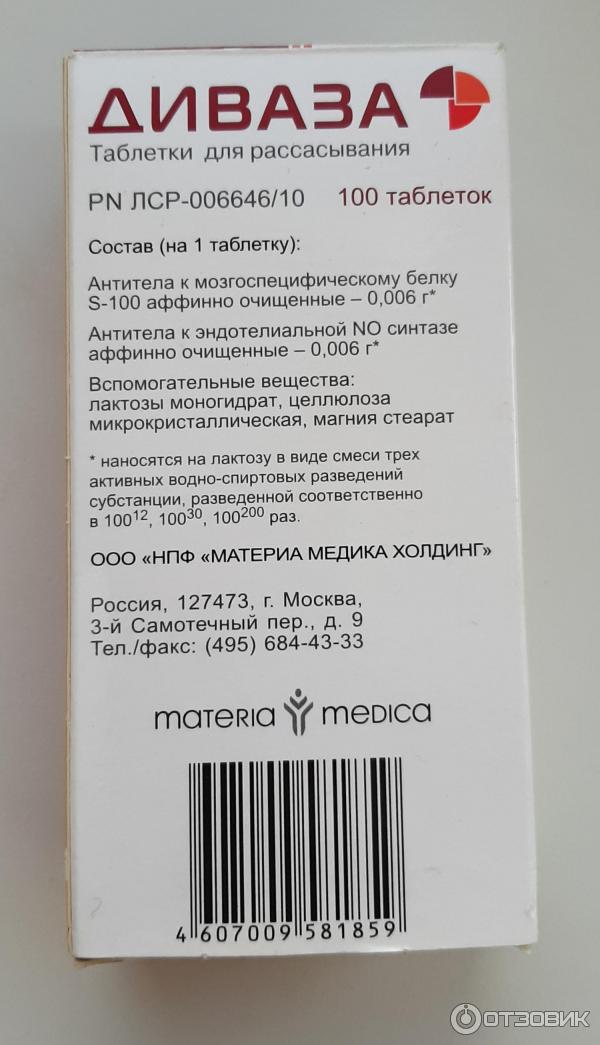 ДИВАЗА
Таблетки для рассасывания
PN ЛСР-006646/10 100 таблеток
Состав (на 1 таблетку):
Антитела к мозгоспецифическому белку
S-100 аффинно очищенные – 0,006 г*
Антитела к эндотелиальной NO синтазе
аффинно очищенные – 0,006 г*
Вспомогательные вещества:
лактозы моногидрат, целлюлоза
микрокристаллическая, магния стеарат
* наносятся на лактозу в виде смеси трех
активных водно-спиртовых разведений
субстанции, разведенной соответственно
в 100¹², 100³⁰, 100²⁰⁰ раз.
ООО «НПФ «МАТЕРИА МЕДИКА ХОЛДИНГ»
Россия, 127473, г. Москва,
3-й Самотечный пер., д. 9
Тел./факс: (495) 684-43-33
materia medica
4 607009 581859
ОТЗОВИК